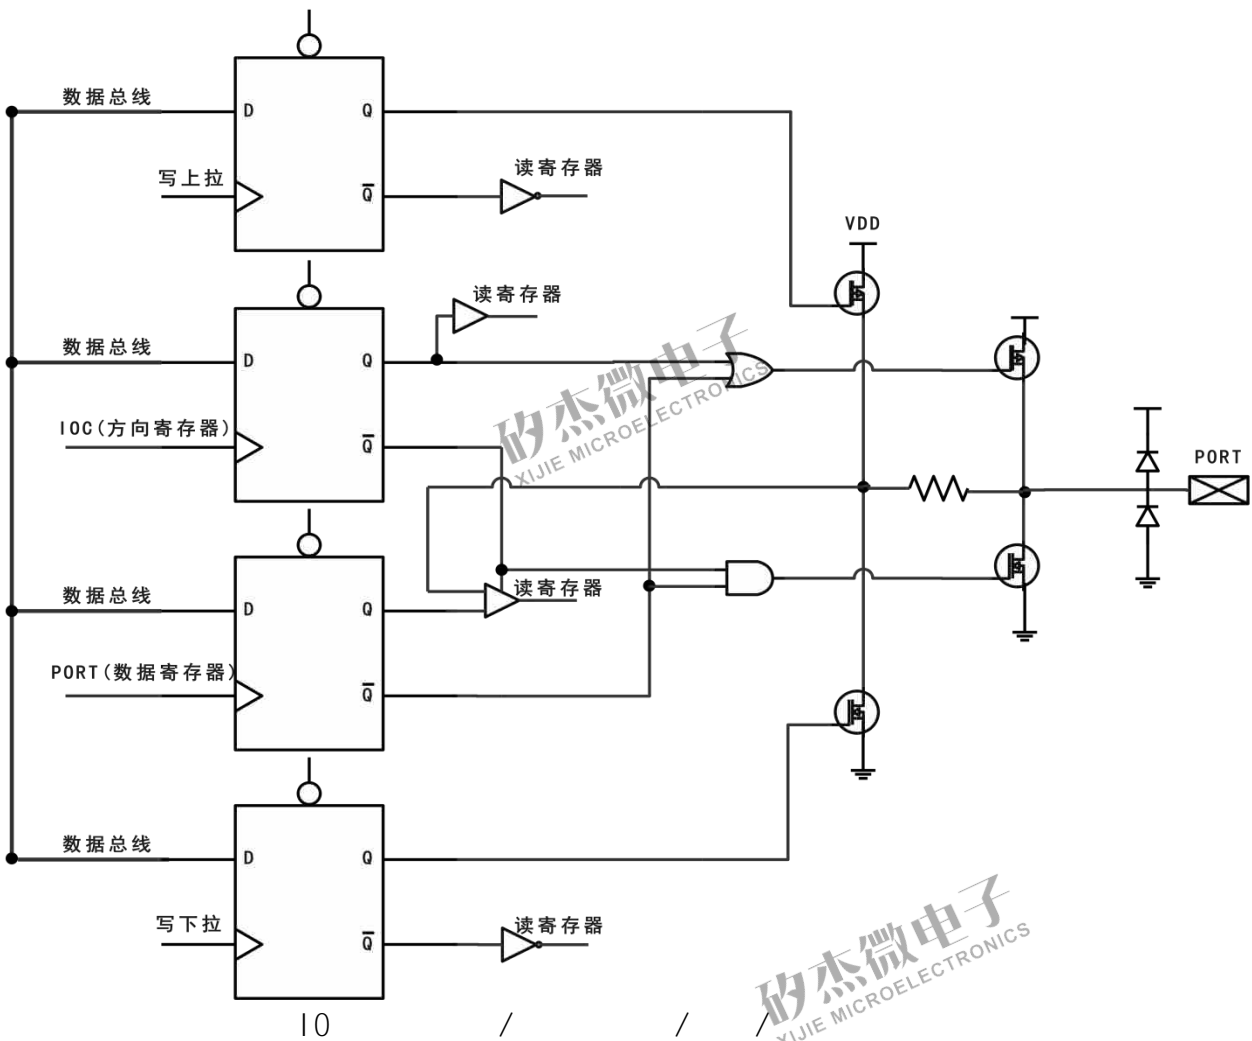 数据总线
D
Q
写上拉
Q
读寄存器
VDD
读寄存器
数据总线
D
Q
IOC(方向寄存器)
Q
PORT
数据总线
D
Q
读寄存器
PORT(数据寄存器)
Q
数据总线
D
Q
写下拉
Q
读寄存器
矽杰微电子
XIJIE MICROELECTRONICS
矽杰微电子
XIJIE MICROELECTRONICS
IO / / /